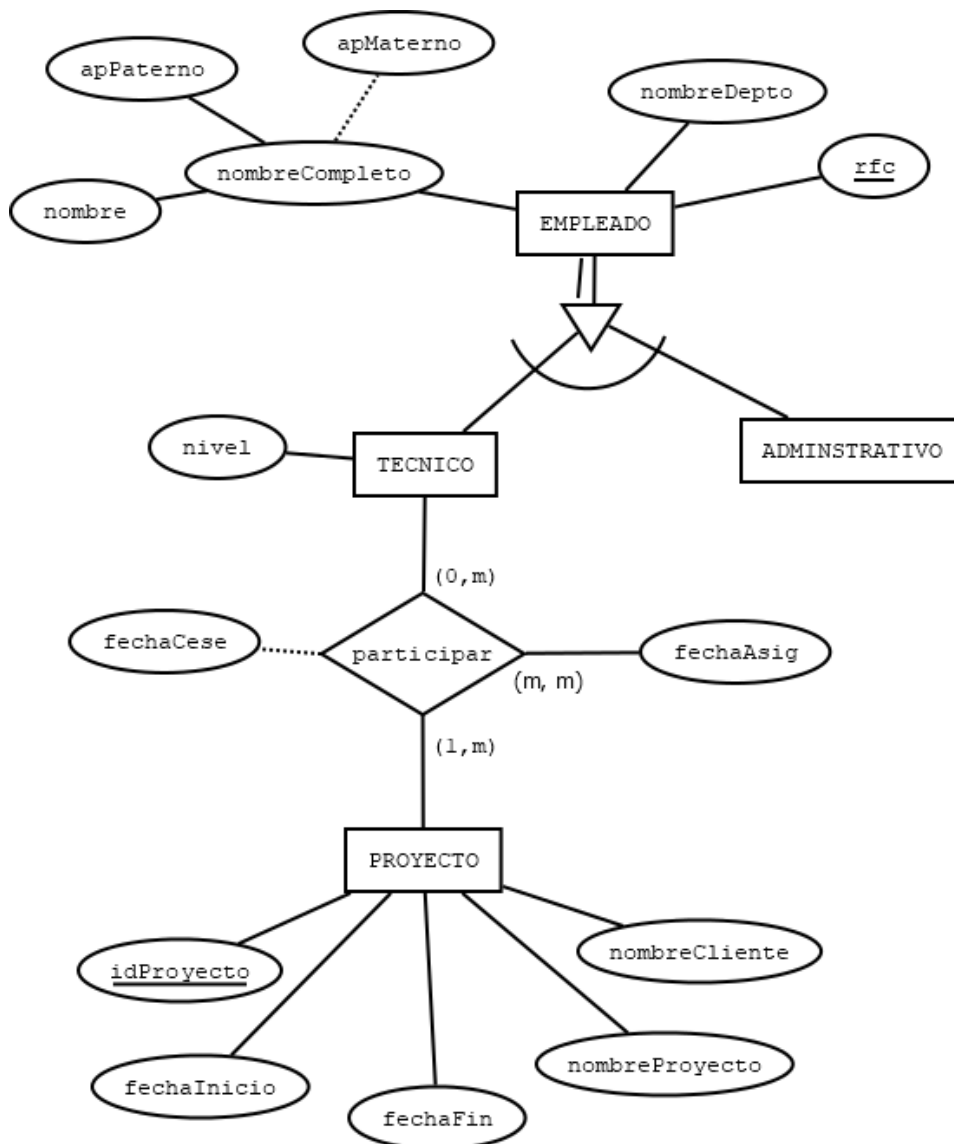 apMaterno
apPaterno
nombreDepto
nombreCompleto
rfc
nombre
EMPLEADO
nivel
TECNICO
ADMINSTRATIVO
(0,m)
fechaCese
participar
fechaAsig
(m, m)
(1,m)
PROYECTO
nombreCliente
idProyecto
nombreProyecto
fechaInicio
fechaFin